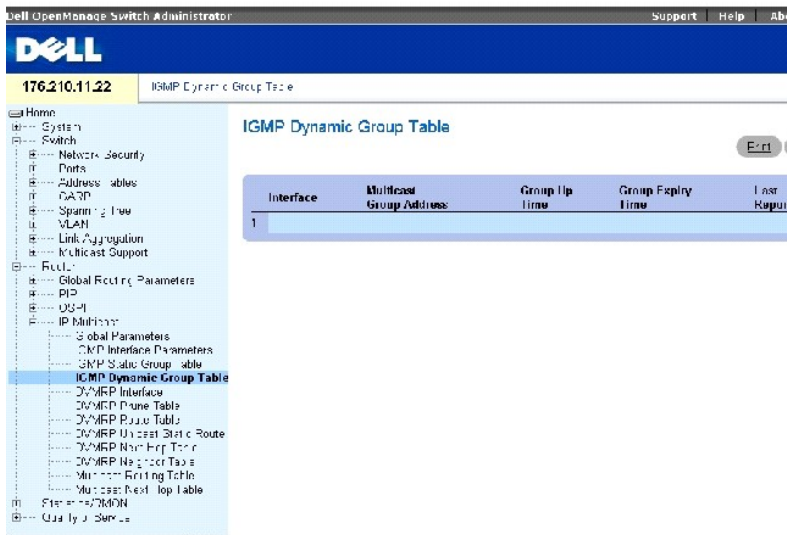 Dell OpenManage Switch Administrator
Support Help
DELL
176.210.11.22
IGMP Dynamic Group Table
Home
System
Switch
Network Security
Ports
Address Tables
GARP
Spanning Tree
VLAN
Link Aggregation
Multicast Support
Router
Global Routing Parameters
RIP
OSPF
IP Multicast
Global Parameters
IGMP Interface Parameters
IGMP Static Group Table
IGMP Dynamic Group Table
DVMRP Interface
DVMRP Prune Table
DVMRP Route Table
DVMRP Unicast Static Route
DVMRP Next Hop Table
DVMRP Neighbor Table
Multicast Routing Table
Multicast Next Hop Table
Statistics/RMON
Quality of Service
IGMP Dynamic Group Table
Print
Interface
Multicast
Group Address
Group Up
Time
Group Expiry
Time
Last
1